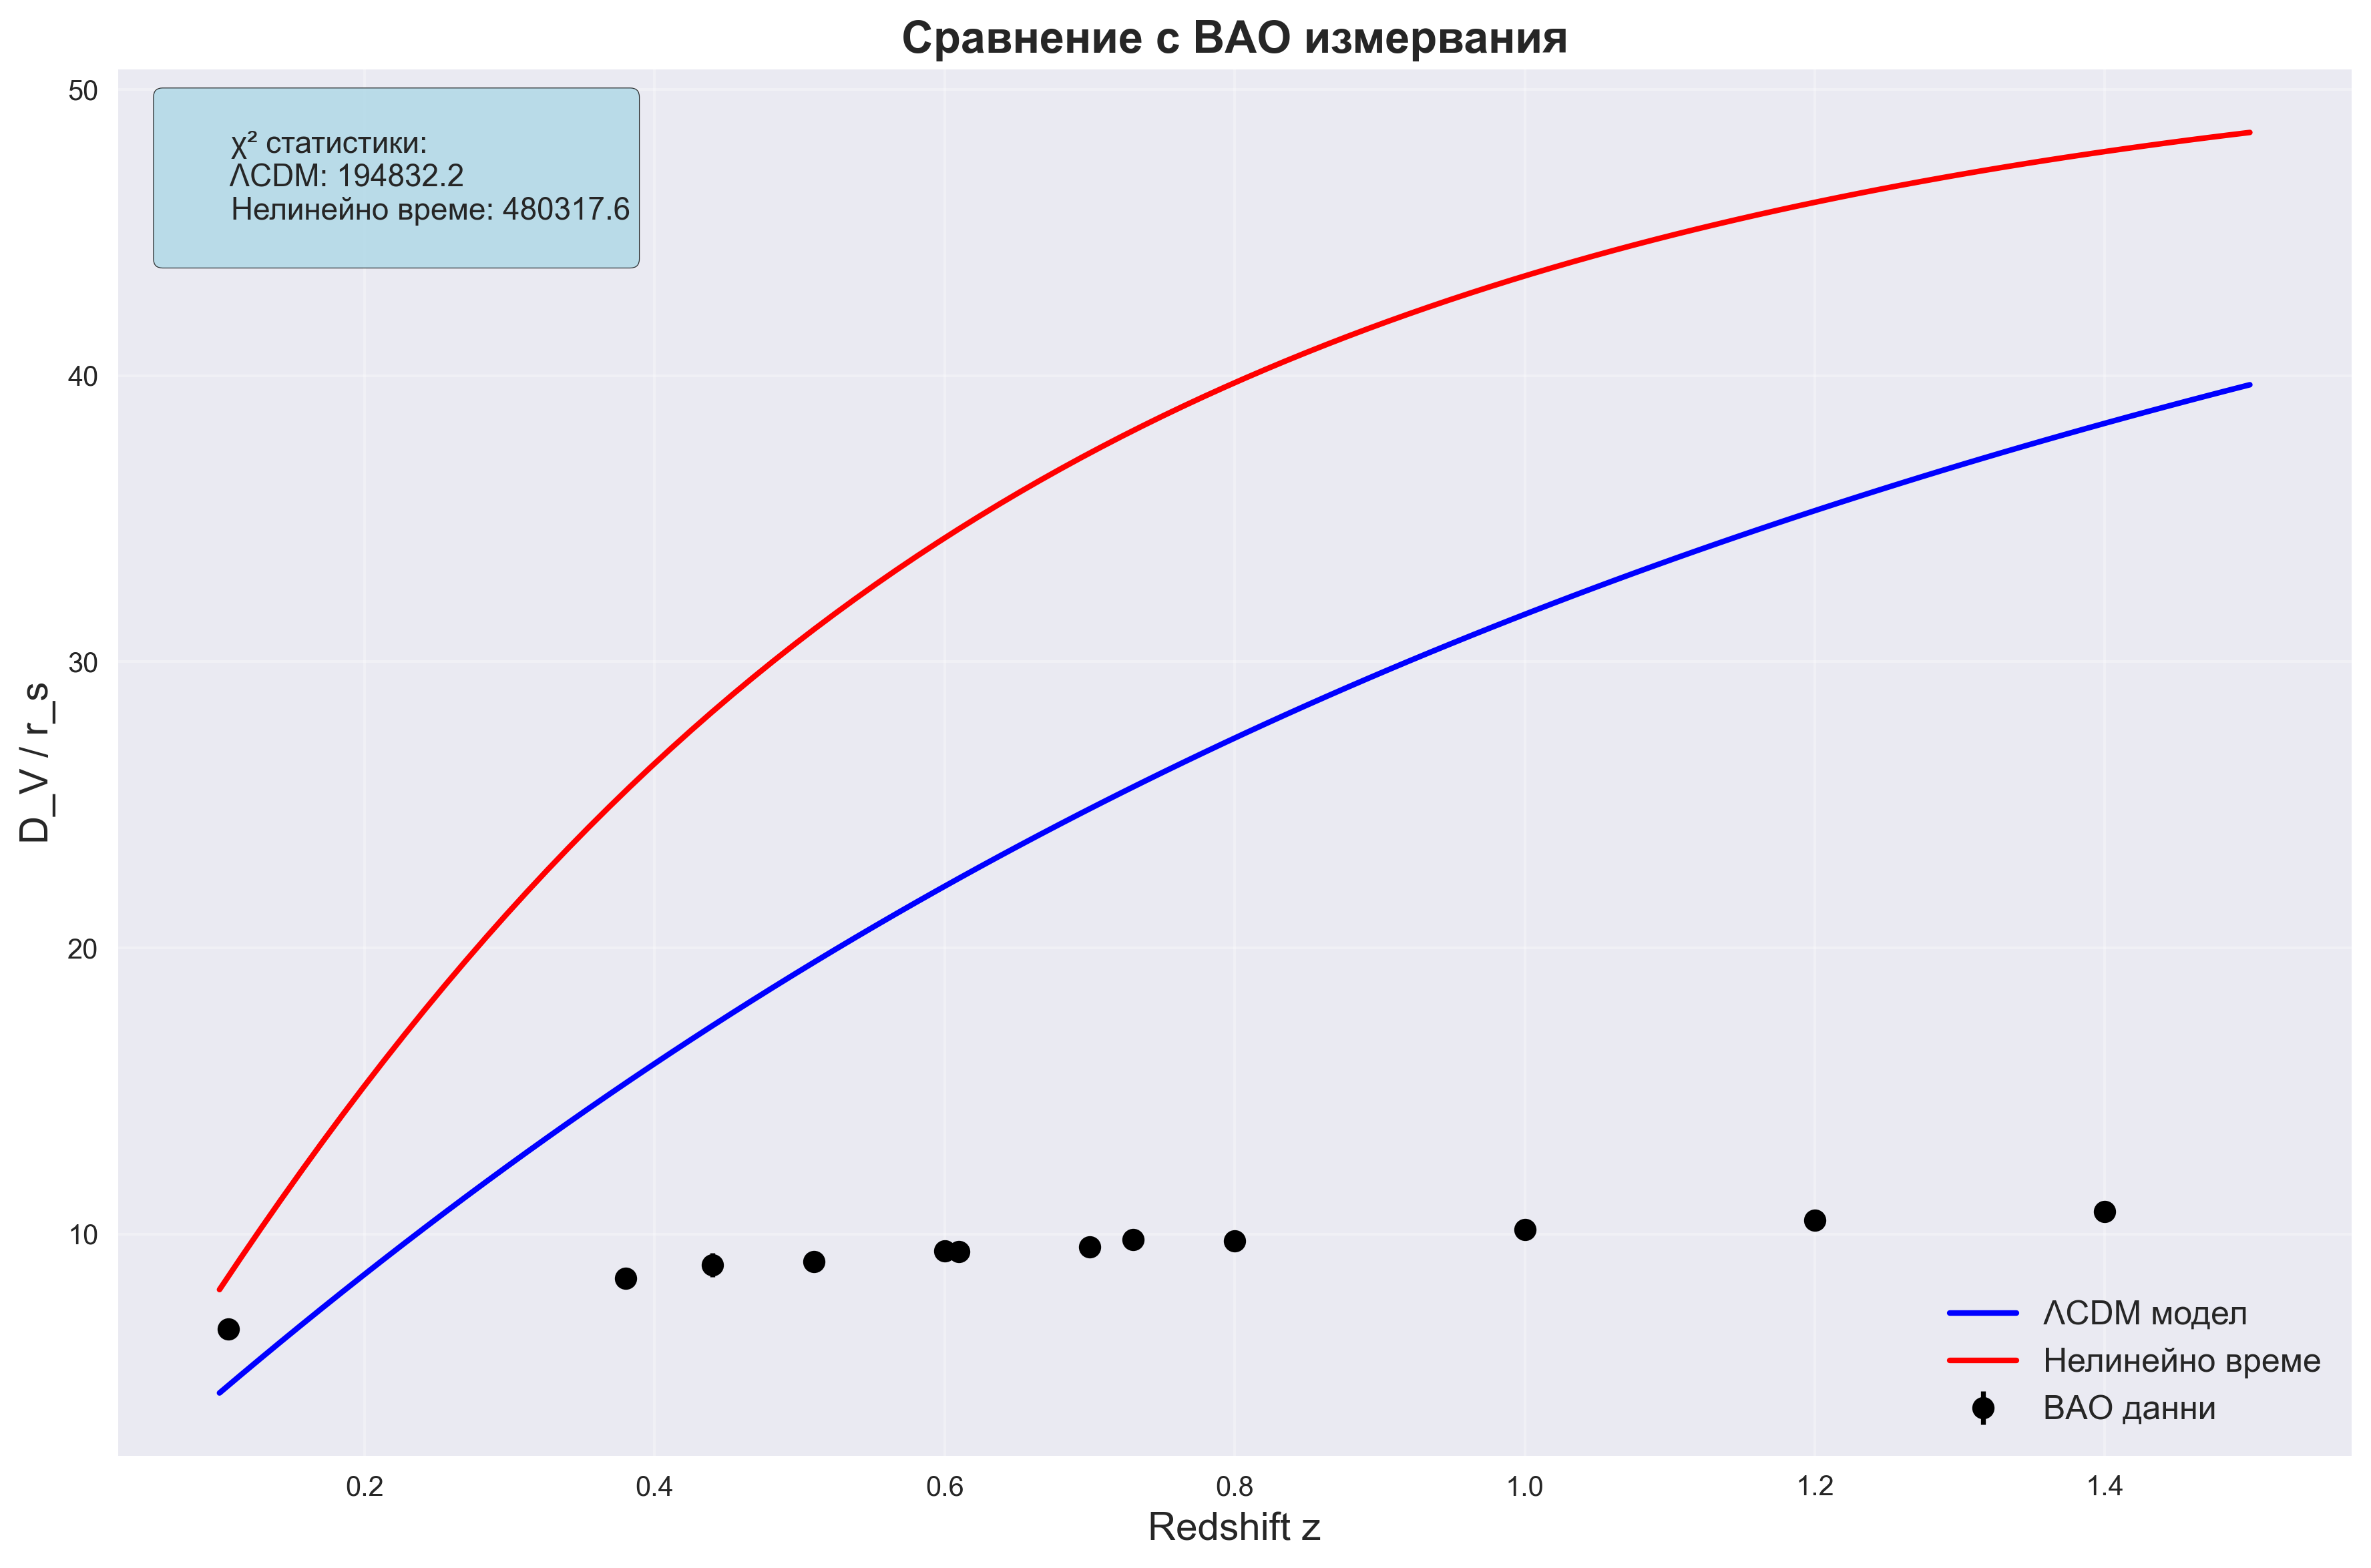 Сравнение с BAO измервания
χ² статистики:
ΛCDM: 194832.2
Нелинейно време: 480317.6
D_V / r_s
50
40
30
20
10
ΛCDM модел
Нелинейно време
BAO данни
0.2 0.4 0.6 0.8 1.0 1.2 1.4
Redshift z